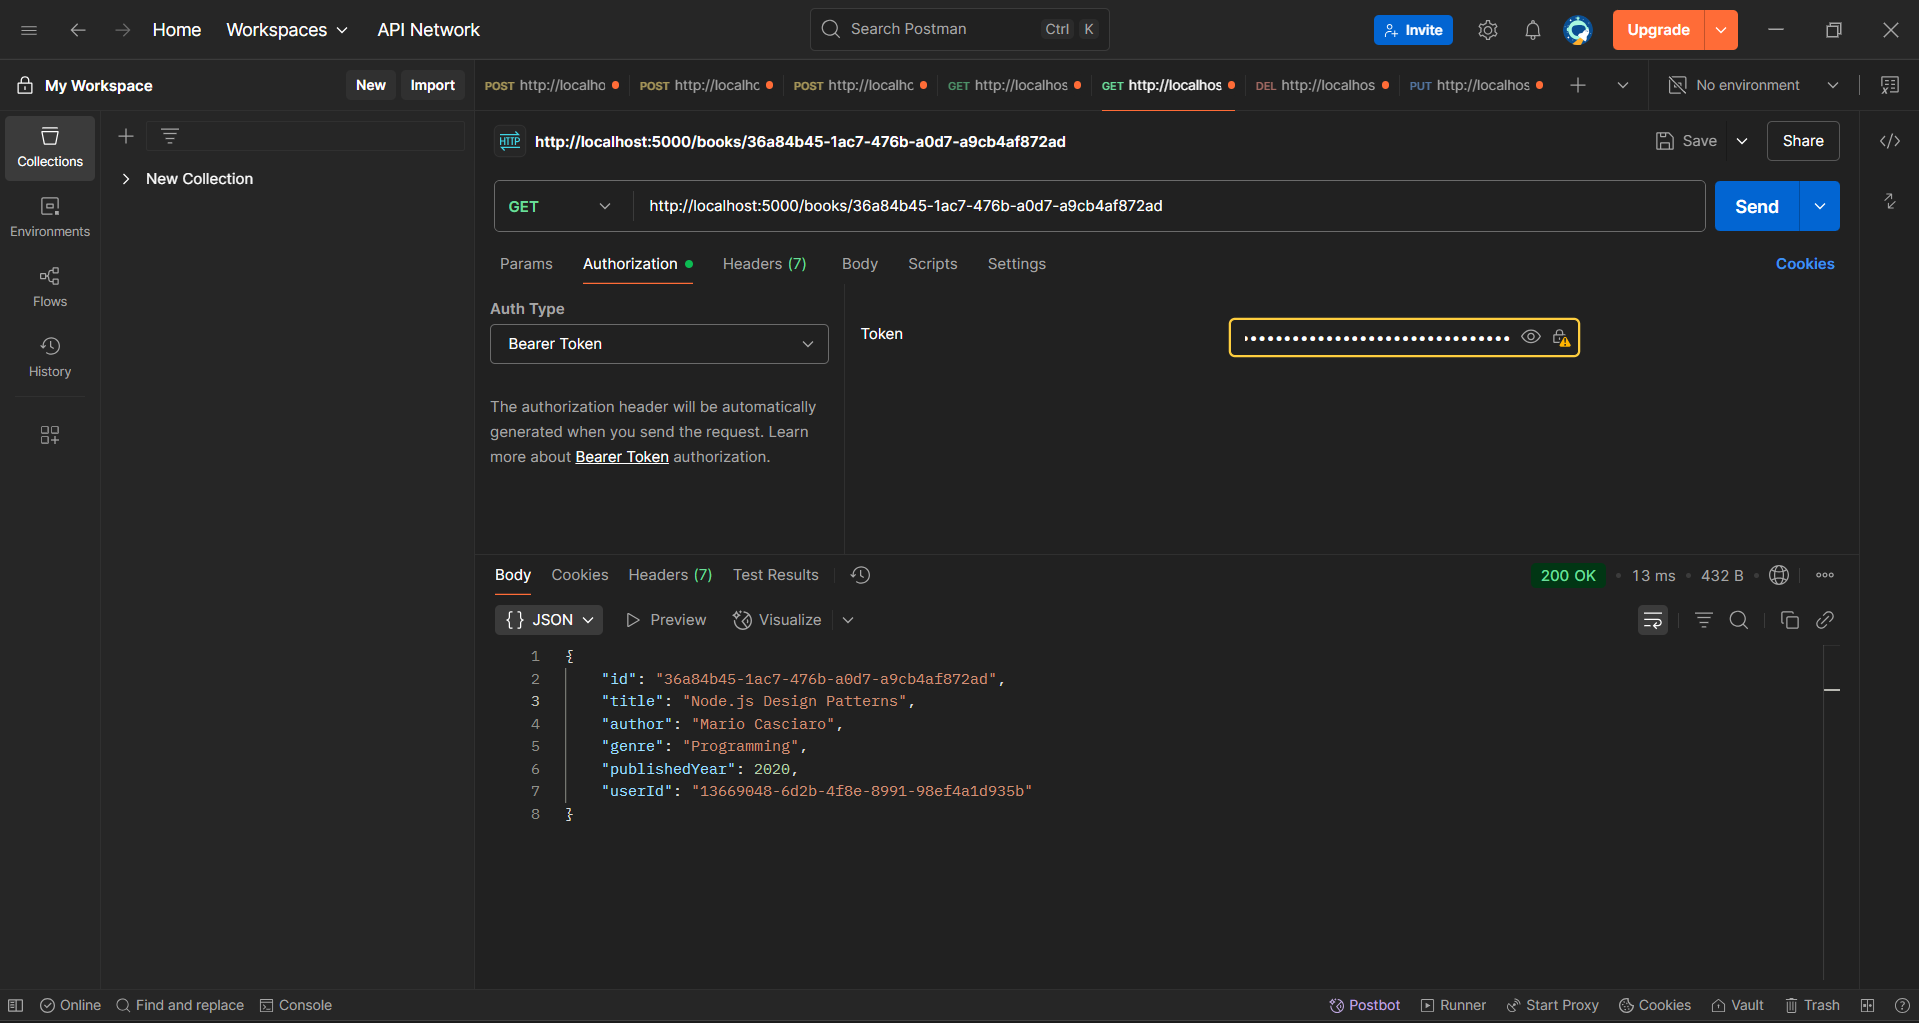 Home Workspaces API Network Search Postman Ctrl K Invite Upgrade
My Workspace New Import POST http://localho POST http://localhc POST http://localhc GET http://localhos GET http://localhos DEL http://localhos PUT http://localhos No environment
HTTP http://localhost:5000/books/36a84b45-1ac7-476b-a0d7-a9cb4af872ad Save Share
Collections
New Collection
GET http://localhost:5000/books/36a84b45-1ac7-476b-a0d7-a9cb4af872ad Send
Environments
Params Authorization Headers (7) Body Scripts Settings Cookies
Flows
Auth Type
Bearer Token
Token
History
The authorization header will be automatically
generated when you send the request. Learn
more about Bearer Token authorization.
Body Cookies Headers (7) Test Results 200 OK 13 ms 432 B
{} JSON Preview Visualize
1 {
2 "id": "36a84b45-1ac7-476b-a0d7-a9cb4af872ad",
3 "title": "Node.js Design Patterns",
4 "author": "Mario Casciaro",
5 "genre": "Programming",
6 "publishedYear": 2020,
7 "userId": "13669048-6d2b-4f8e-8991-98ef4a1d935b"
8 }
Online Find and replace Console Postbot Runner Start Proxy Cookies Vault Trash